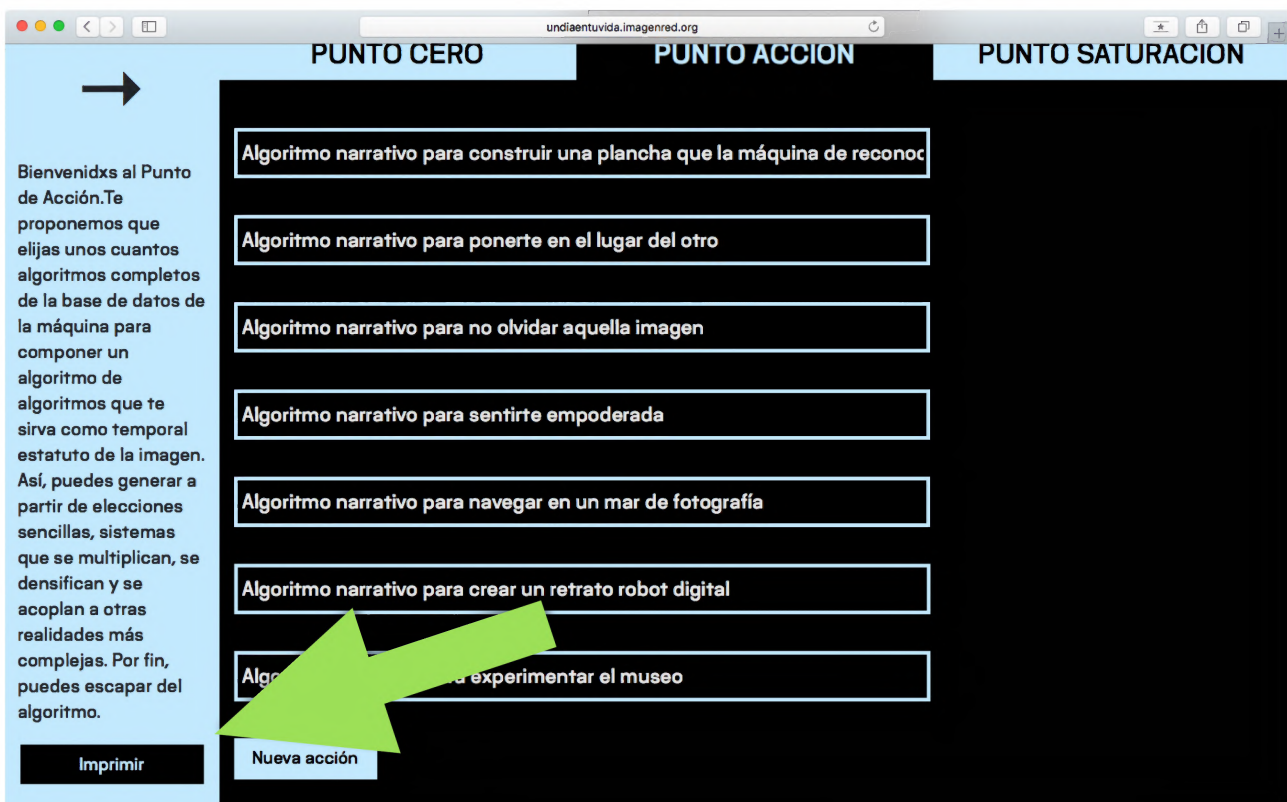 undiaentuvida.imagenred.org
PUNTO CERO
PUNTO ACCIÓN
PUNTO SATURACIÓN
Bienvenidxs al Punto
de Acción.Te
proponemos que
elijas unos cuantos
algoritmos completos
de la base de datos de
la máquina para
componer un
algoritmo de
algoritmos que te
sirva como temporal
estatuto de la imagen.
Así, puedes generar a
partir de elecciones
sencillas, sistemas
que se multiplican, se
densifican y se
acoplan a otras
realidades más
complejas. Por fin,
puedes escapar del
algoritmo.
Imprimir
Algoritmo narrativo para construir una plancha que la máquina de reconoc
Algoritmo narrativo para ponerte en el lugar del otro
Algoritmo narrativo para no olvidar aquella imagen
Algoritmo narrativo para sentirte empoderada
Algoritmo narrativo para navegar en un mar de fotografía
Algoritmo narrativo para crear un retrato robot digital
experimentar el museo
Nueva acción